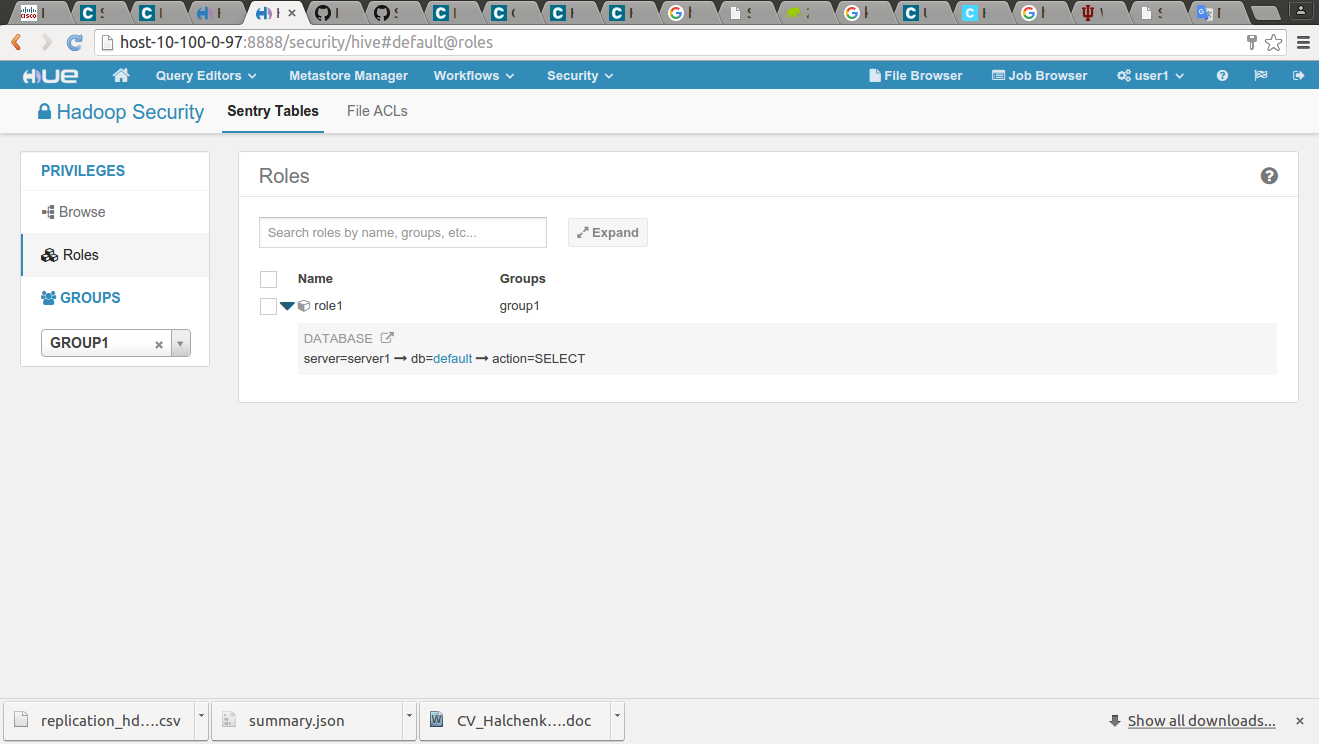 host-10-100-0-97:8888/security/hive#default@roles
HUE Query Editors Metastore Manager Workflows Security File Browser Job Browser user1
Hadoop Security Sentry Tables File ACLs
PRIVILEGES
Browse
Roles
GROUPS
GROUP1
Roles
Search roles by name, groups, etc...
Expand
Name Groups
role1 group1
DATABASE
server=server1 db=default action=SELECT
replication_hd....csv summary.json CV_Halchenk....doc Show all downloads...